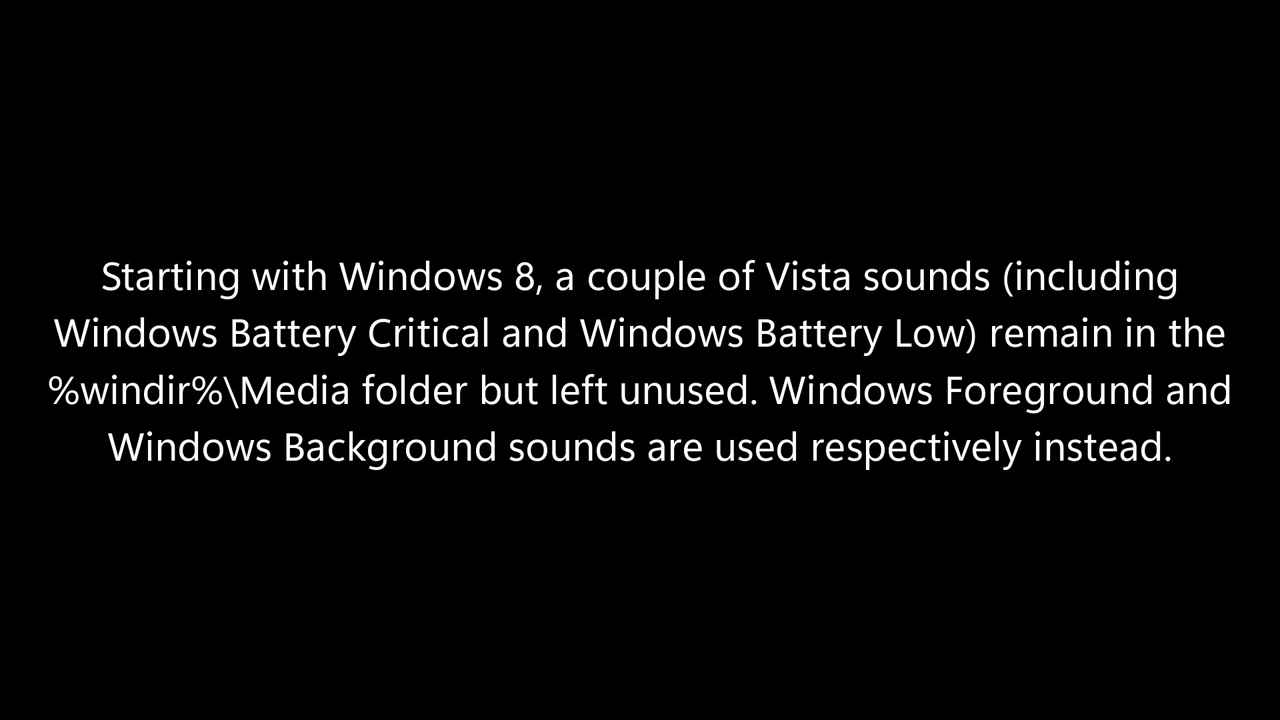 Starting with Windows 8, a couple of Vista sounds (including
Windows Battery Critical and Windows Battery Low) remain in the
%windir%\Media folder but left unused. Windows Foreground and
Windows Background sounds are used respectively instead.